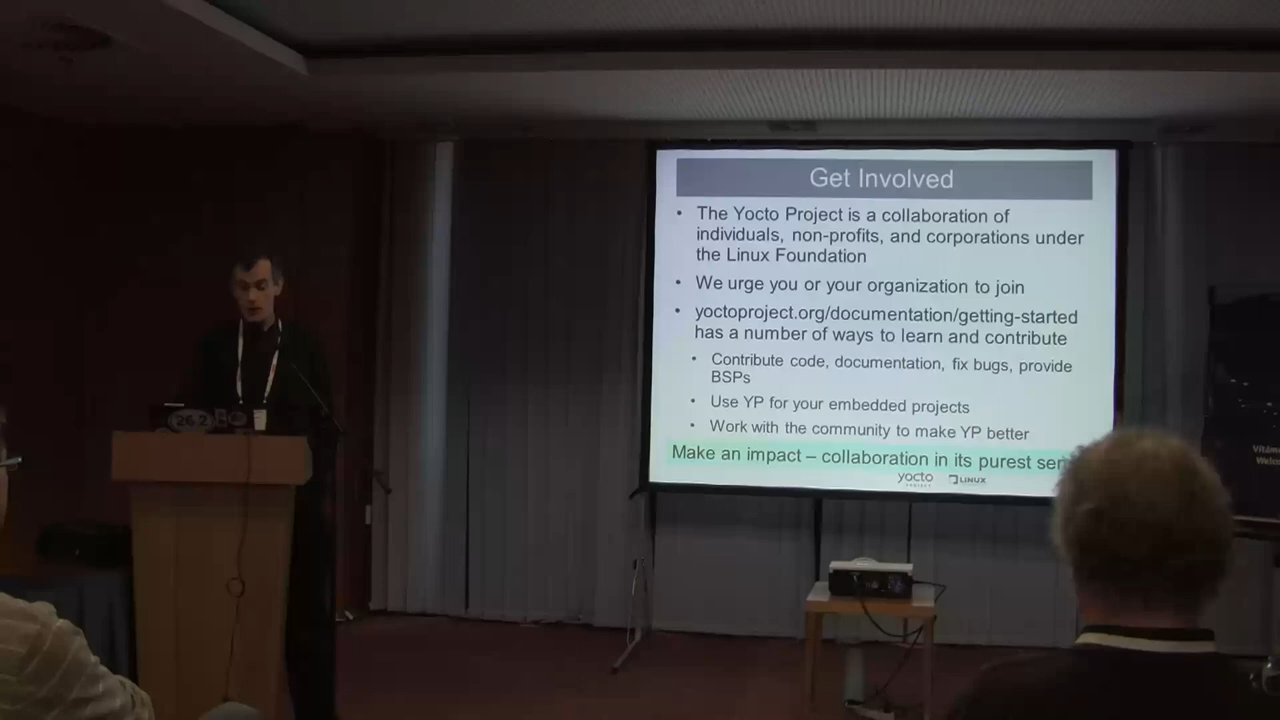 Get Involved
• The Yocto Project is a collaboration of
individuals, non-profits, and corporations under
the Linux Foundation
• We urge you or your organization to join
• yoctoproject.org/documentation/getting-started
has a number of ways to learn and contribute
• Contribute code, documentation, fix bugs, provide
BSPs
• Use YP for your embedded projects
• Work with the community to make YP better
Make an impact – collaboration in its purest
yocto
PROJECT
LINUX
26.2